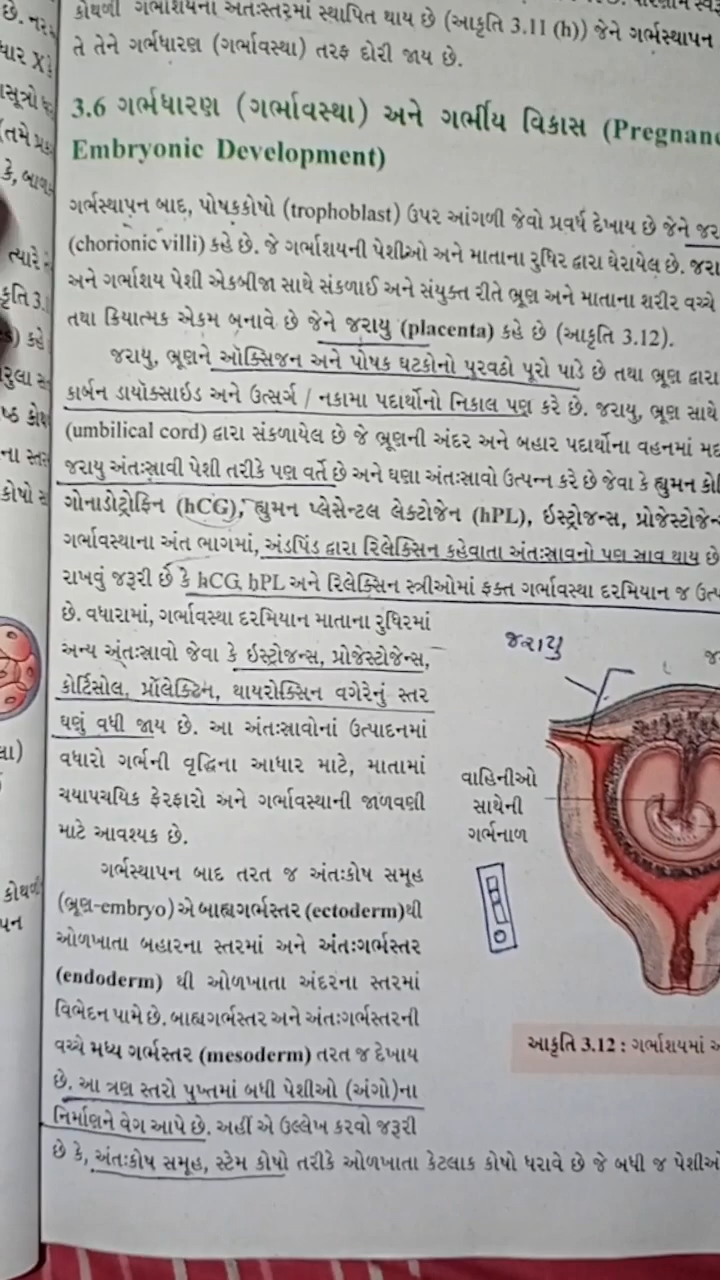 કોથળી ગર્ભાશયના અંતઃસ્તરમાં સ્થાપિત થાય છે (આકૃતિ 3.11 (h)) જેને ગર્ભસ્થાપન
તે તેને ગર્ભધારણ (ગર્ભાવસ્થા) તરફ દોરી જાય છે.
3.6 ગર્ભધારણ (ગર્ભાવસ્થા) અને ગર્ભીય વિકાસ (Pregnanc
Embryonic Development)
ગર્ભસ્થાપન બાદ, પોષકકોષો (trophoblast) ઉપર આંગળી જેવો પ્રવર્ધ દેખાય છે જેને જર
(chorionic villi) કહે છે. જે ગર્ભાશયની પેશીઓ અને માતાના રુધિર દ્વારા ઘેરાયેલ છે. જરા
અને ગર્ભાશય પેશી એકબીજા સાથે સંકળાઈ અને સંયુક્ત રીતે ભ્રૂણ અને માતાના શરીર વચ્ચે
તથા ક્રિયાત્મક એકમ બનાવે છે જેને જરાયુ (placenta) કહે છે (આકૃતિ 3.12).
જરાયુ, ભ્રૂણને ઑક્સિજન અને પોષક ઘટકોનો પુરવઠો પૂરો પાડે છે તથા ભ્રૂણ દ્વારા
કાર્બન ડાયૉક્સાઇડ અને ઉત્સર્ગ / નકામા પદાર્થોનો નિકાલ પણ કરે છે. જરાયુ, ભ્રૂણ સાથે
(umbilical cord) દ્વારા સંકળાયેલ છે જે ભ્રૂણની અંદર અને બહાર પદાર્થોના વહનમાં મદ
જરાયુ અંતઃસ્રાવી પેશી તરીકે પણ વર્તે છે અને ઘણા અંતઃસ્રાવો ઉત્પન્ન કરે છે જેવા કે હ્યુમન કો
ગોનાડોટ્રોફિન (hCG), હ્યુમન પ્લેસેન્ટલ લેક્ટોજેન (hPL), ઇસ્ટ્રોજન્સ, પ્રોજેસ્ટોજેન્સ
ગર્ભાવસ્થાના અંત ભાગમાં, અંડપિંડ દ્વારા રિલેક્સિન કહેવાતા અંતઃસ્રાવનો પણ સ્રાવ થાય છે
રાખવું જરૂરી છે કે hCG, hPL અને રિલેક્સિન સ્ત્રીઓમાં ફક્ત ગર્ભાવસ્થા દરમિયાન જ ઉત્પ
છે. વધારામાં, ગર્ભાવસ્થા દરમિયાન માતાના રુધિરમાં
અન્ય અંતઃસ્રાવો જેવા કે ઇસ્ટ્રોજન્સ, પ્રોજેસ્ટોજેન્સ,
કોર્ટિસોલ, પ્રૉલેક્ટિન, થાયરોક્સિન વગેરેનું સ્તર
ઘણું વધી જાય છે. આ અંતઃસ્રાવોનાં ઉત્પાદનમાં
વધારો ગર્ભની વૃદ્ધિના આધાર માટે, માતામાં
ચયાપચયિક ફેરફારો અને ગર્ભાવસ્થાની જાળવણી
માટે આવશ્યક છે.
ગર્ભસ્થાપન બાદ તરત જ અંતઃકોષ સમૂહ
(ભ્રૂણ-embryo) એ બાહ્યગર્ભસ્તર (ectoderm)થી
ઓળખાતા બહારના સ્તરમાં અને અંતઃગર્ભસ્તર
(endoderm) થી ઓળખાતા અંદરના સ્તરમાં
વિભેદન પામે છે. બાહ્યગર્ભસ્તર અને અંતઃગર્ભસ્તરની
વચ્ચે મધ્ય ગર્ભસ્તર (mesoderm) તરત જ દેખાય
છે. આ ત્રણ સ્તરો પુખ્તમાં બધી પેશીઓ (અંગો)ના
નિર્માણને વેગ આપે છે. અહીં એ ઉલ્લેખ કરવો જરૂરી
છે કે, અંતઃકોષ સમૂહ, સ્ટેમ કોષો તરીકે ઓળખાતા કેટલાક કોષો ધરાવે છે જે બધી જ પેશીઓ
જરાયુ
વાહિનીઓ
સાથેની
ગર્ભનાળ
આકૃતિ 3.12 : ગર્ભાશયમાં